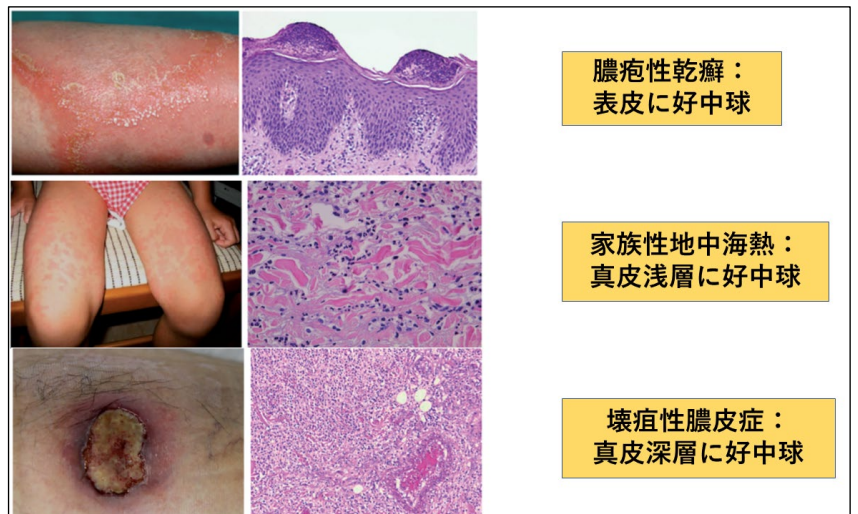 膿疱性乾癬：
表皮に好中球
家族性地中海熱：
真皮浅層に好中球
壊疽性膿皮症：
真皮深層に好中球